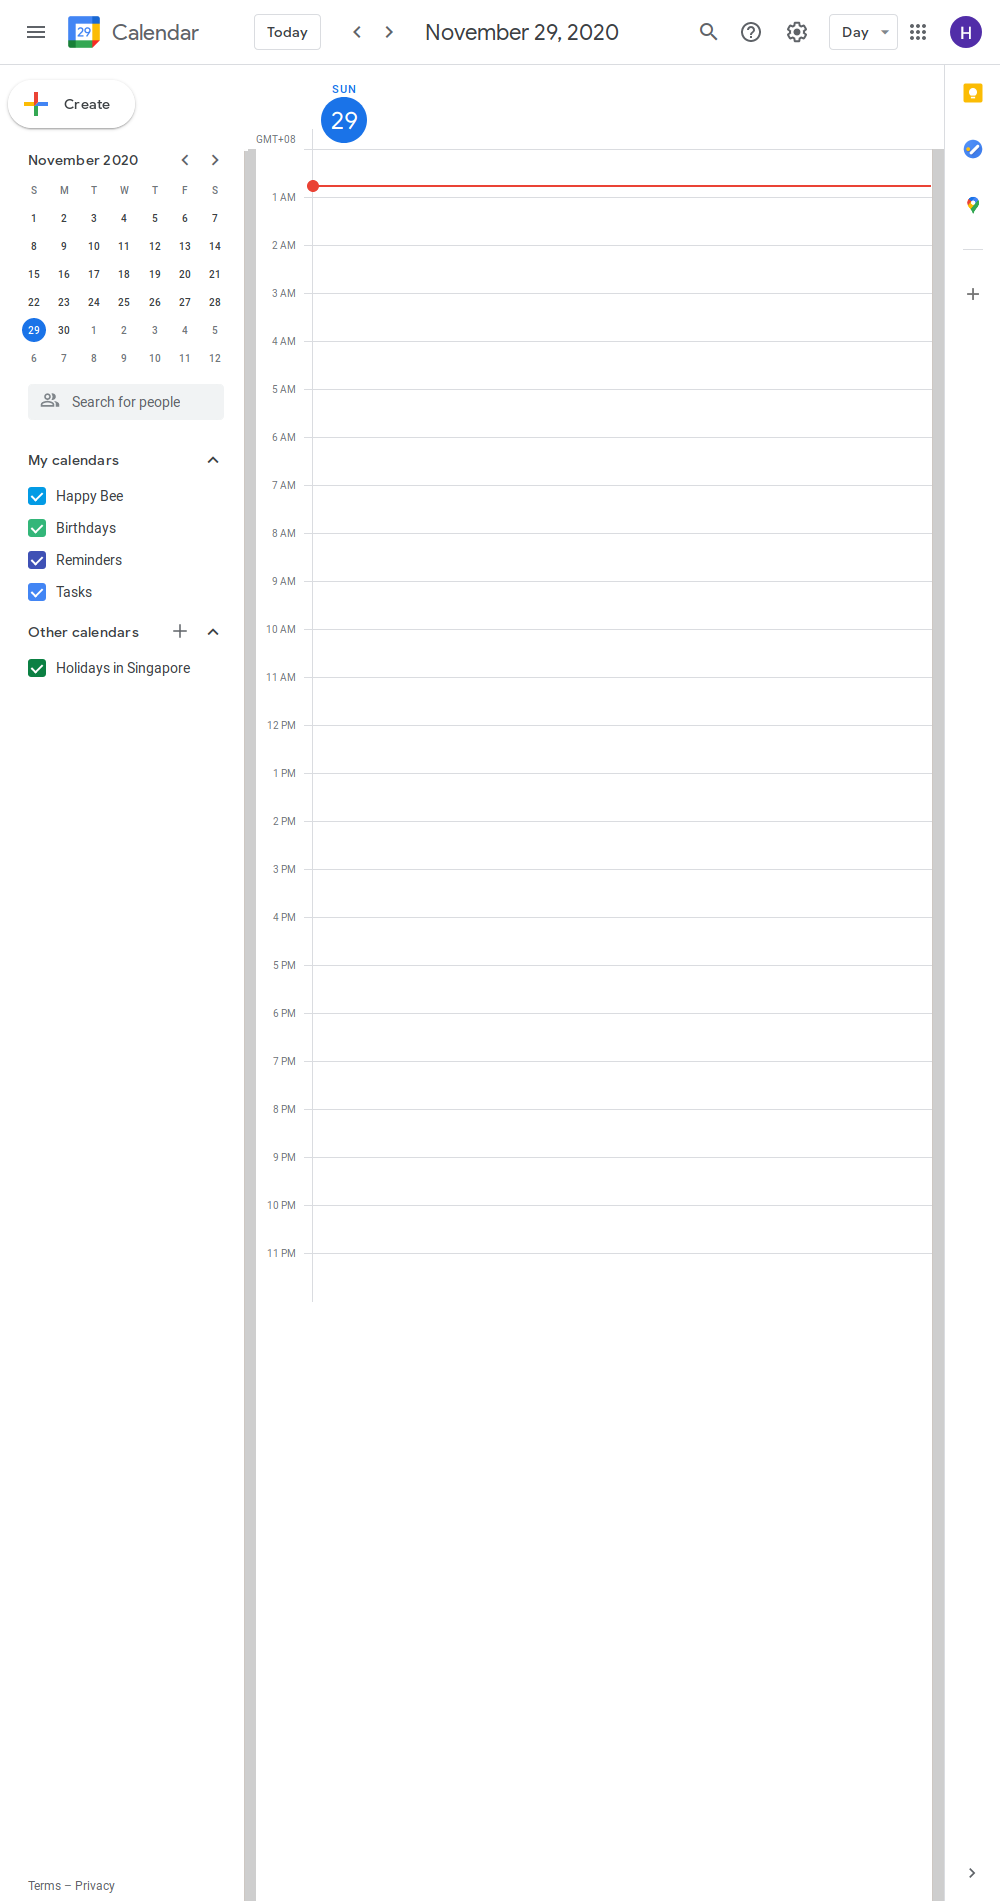 29
Calendar
Today
November 29, 2020
Day
H
Create
November 2020
S M T W T F S
1 2 3 4 5 6 7
8 9 10 11 12 13 14
15 16 17 18 19 20 21
22 23 24 25 26 27 28
29 30 1 2 3 4 5
6 7 8 9 10 11 12
Search for people
My calendars
Happy Bee
Birthdays
Reminders
Tasks
Other calendars
Holidays in Singapore
Terms – Privacy
SUN
29
GMT+08
1 AM
2 AM
3 AM
4 AM
5 AM
6 AM
7 AM
8 AM
9 AM
10 AM
11 AM
12 PM
1 PM
2 PM
3 PM
4 PM
5 PM
6 PM
7 PM
8 PM
9 PM
10 PM
11 PM